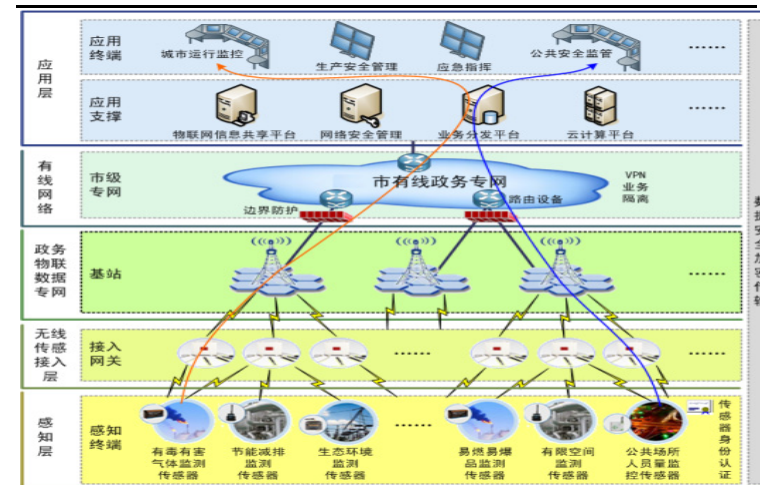 应用层
应用
终端
城市运行监控
生产安全管理
应急指挥
公共安全监管
……
应用
支撑
物联网信息共享平台
网络安全管理
业务分发平台
云计算平台
……
有线网络
市级
专网
市有线政务专网
边界防护
路由设备
VPN
业务
隔离
政务
物联
数据
专网
基站
……
无线
传感
接入
层
接入
网关
……
……
感知层
感知
终端
有毒有害
气体监测
传感器
节能减排
监测
传感器
生态环境
监测
传感器
……
易燃易爆
品监测
传感器
有限空间
监测
传感器
公共场所
人员量监
控传感器
传感器身份认证